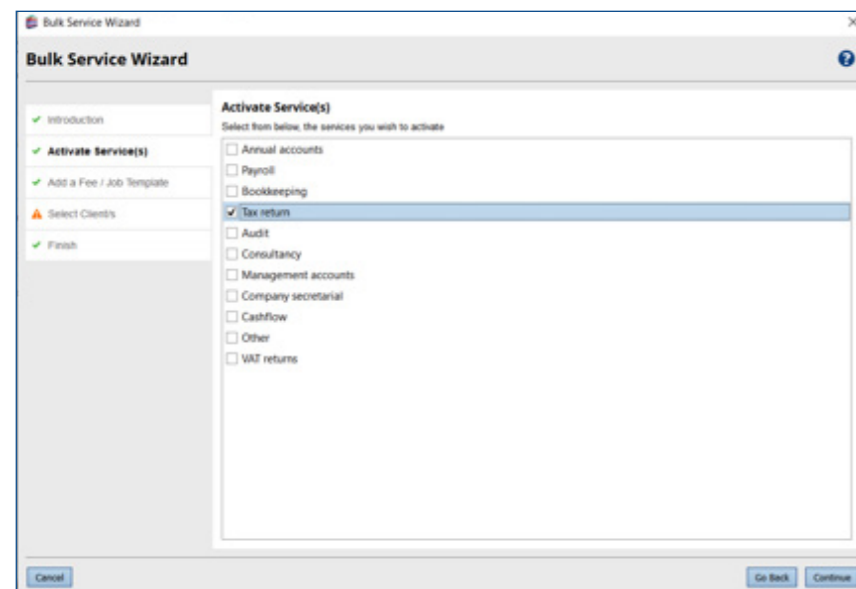 Bulk Service Wizard
Bulk Service Wizard
Introduction
Activate Service(s)
Add a Fee / Job Template
Select Client/s
Finish
Activate Service(s)
Select from below, the services you wish to activate
Annual accounts
Payroll
Bookkeeping
Tax return
Audit
Consultancy
Management accounts
Company secretarial
Cashflow
Other
VAT returns
Cancel
Go Back
Continue